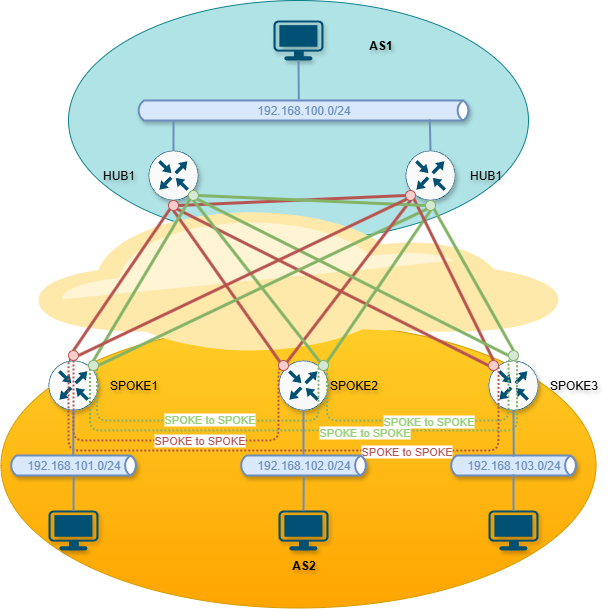 AS1
192.168.100.0/24
HUB1
HUB1
SPOKE1
SPOKE2
SPOKE3
SPOKE to SPOKE
SPOKE to SPOKE
SPOKE to SPOKE
SPOKE to SPOKE
SPOKE to SPOKE
192.168.101.0/24
192.168.102.0/24
192.168.103.0/24
AS2